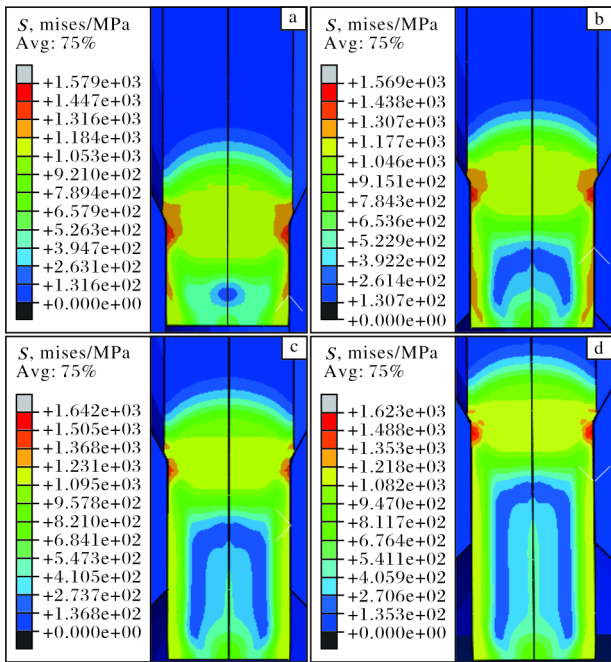 a
S, mises/MPa
Avg: 75%
+1.579e+03
+1.447e+03
+1.316e+03
+1.184e+03
+1.053e+03
+9.210e+02
+7.894e+02
+6.579e+02
+5.263e+02
+3.947e+02
+2.631e+02
+1.316e+02
+0.000e+00
b
S, mises/MPa
Avg: 75%
+1.569e+03
+1.438e+03
+1.307e+03
+1.177e+03
+1.046e+03
+9.151e+02
+7.843e+02
+6.536e+02
+5.229e+02
+3.922e+02
+2.614e+02
+1.307e+02
+0.000e+00
c
S, mises/MPa
Avg: 75%
+1.642e+03
+1.505e+03
+1.368e+03
+1.231e+03
+1.095e+03
+9.578e+02
+8.210e+02
+6.841e+02
+5.473e+02
+4.105e+02
+2.737e+02
+1.368e+02
+0.000e+00
d
S, mises/MPa
Avg: 75%
+1.623e+03
+1.488e+03
+1.353e+03
+1.218e+03
+1.082e+03
+9.470e+02
+8.117e+02
+6.764e+02
+5.411e+02
+4.059e+02
+2.706e+02
+1.353e+02
+0.000e+00